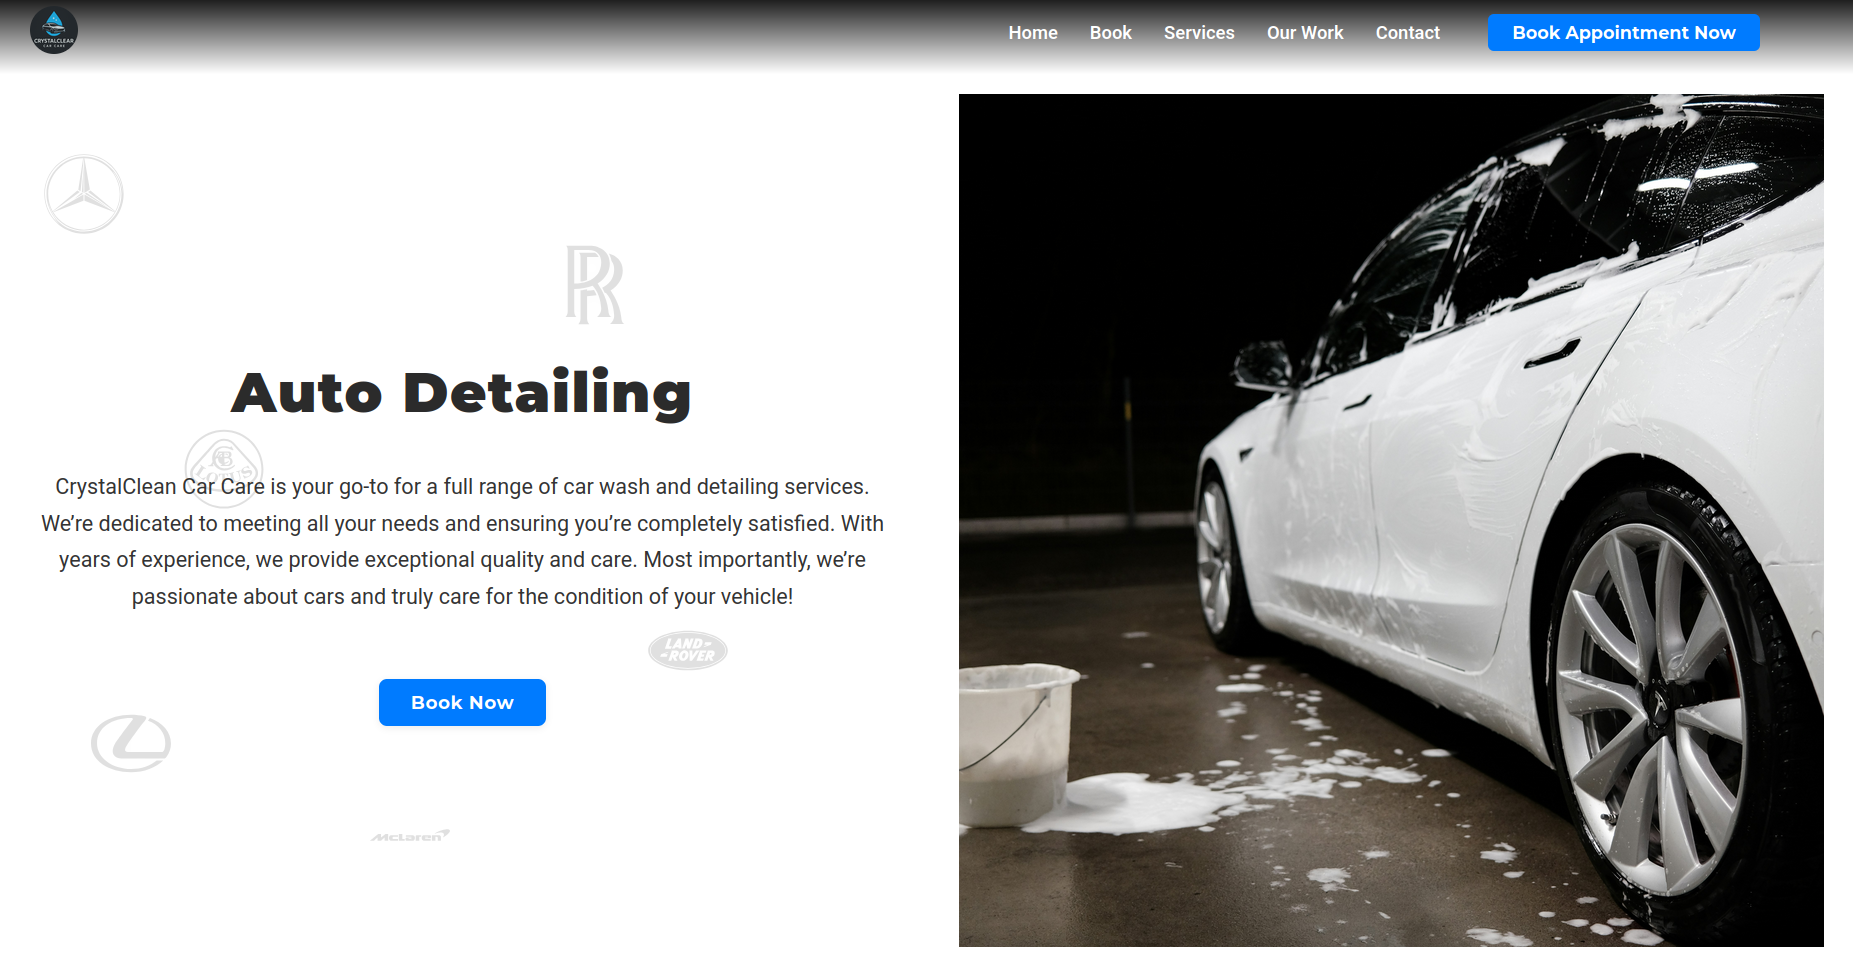 CRYSTALCLEAR
CAR CARE
Home
Book
Services
Our Work
Contact
Book Appointment Now
RR
Auto Detailing
LOTUS
CrystalClean Car Care is your go-to for a full range of car wash and detailing services.
We’re dedicated to meeting all your needs and ensuring you’re completely satisfied. With
years of experience, we provide exceptional quality and care. Most importantly, we’re
passionate about cars and truly care for the condition of your vehicle!
LAND
ROVER
Book Now
McLaren